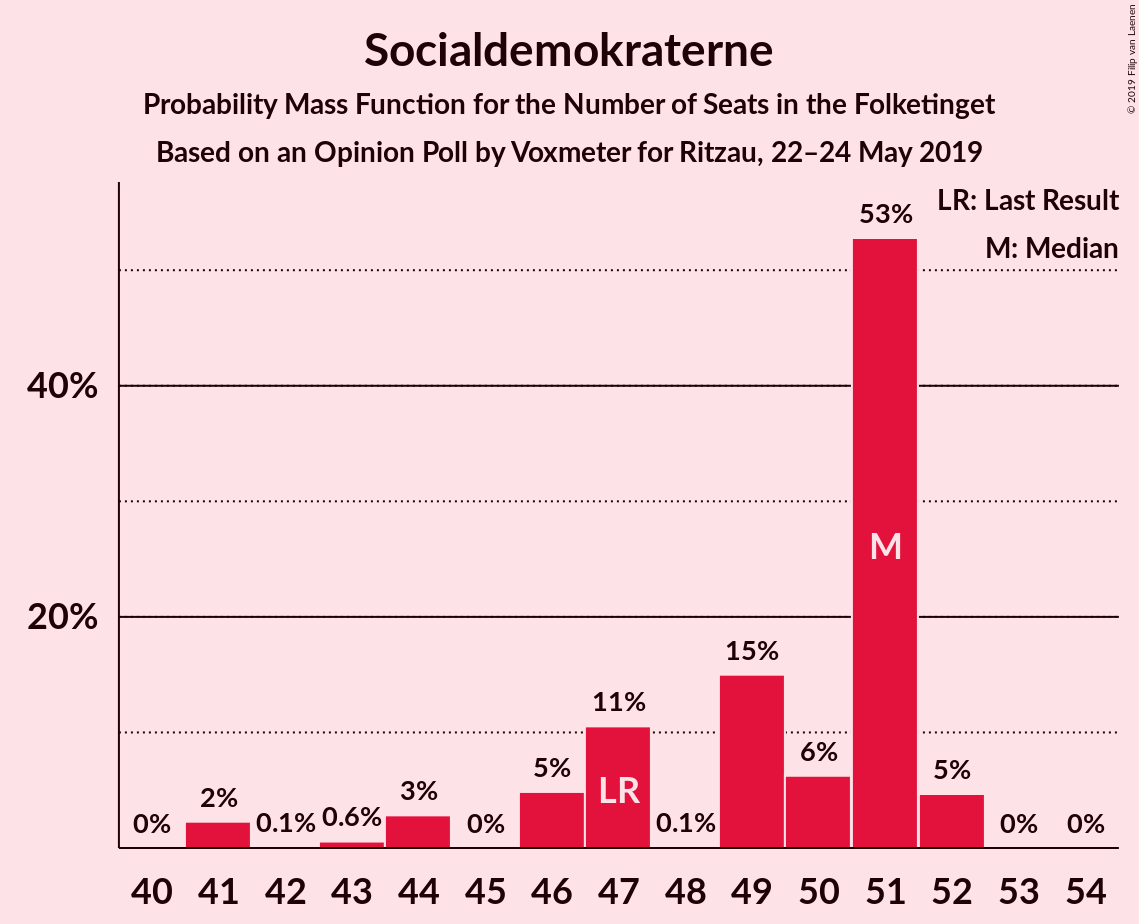 Socialdemokraterne
Probability Mass Function for the Number of Seats in the Folketinget
Based on an Opinion Poll by Voxmeter for Ritzau, 22–24 May 2019
© 2019 Filip van Laenen
LR: Last Result
M: Median
40%
20%
0%
2%
0.1%
0.6%
3%
0%
5%
11%
0.1%
15%
6%
53%
5%
0%
0%
LR
M
40 41 42 43 44 45 46 47 48 49 50 51 52 53 54